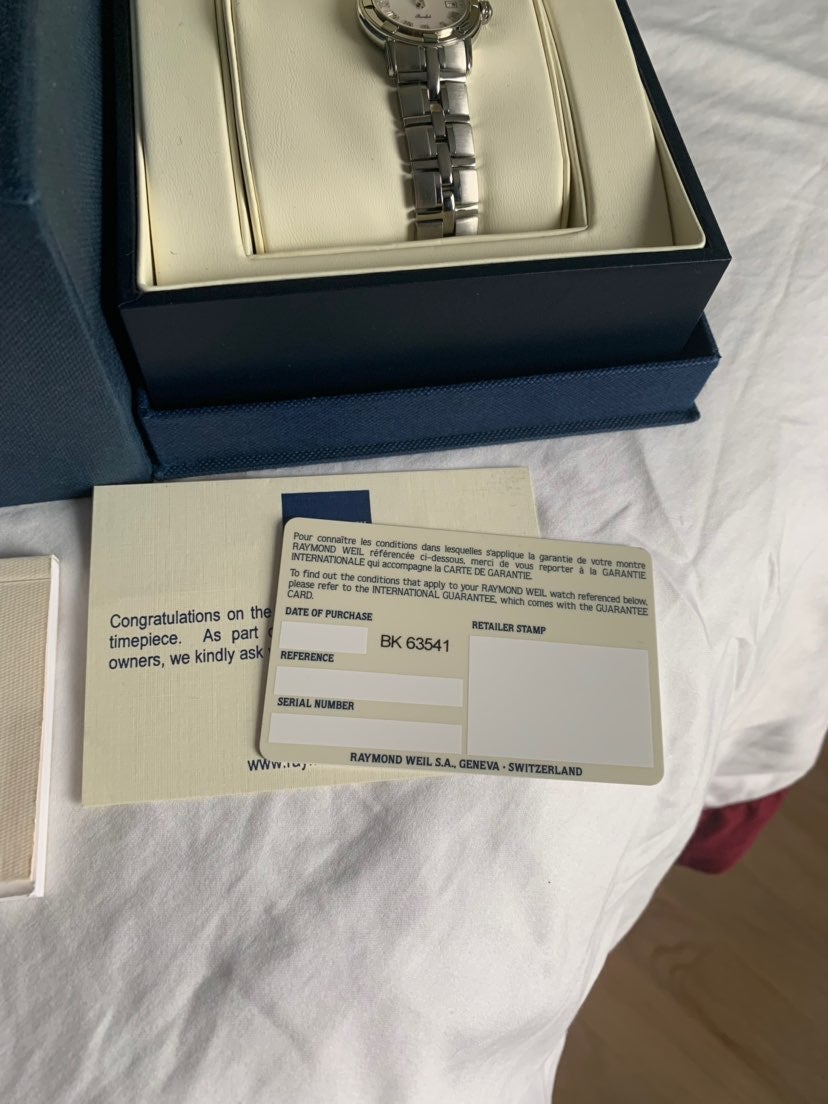 Congratulations on the
timepiece. As part
owners, we kindly ask
Pour connaître les conditions dans lesquelles s'applique la garantie de votre montre
RAYMOND WEIL référencée ci-dessous, merci de vous reporter à la GARANTIE
INTERNATIONALE qui accompagne la CARTE DE GARANTIE.
To find out the conditions that apply to your RAYMOND WEIL watch referenced below,
please refer to the INTERNATIONAL GUARANTEE, which comes with the GUARANTEE
CARD.
DATE OF PURCHASE
BK 63541
RETAILER STAMP
REFERENCE
SERIAL NUMBER
RAYMOND WEIL S.A., GENEVA · SWITZERLAND